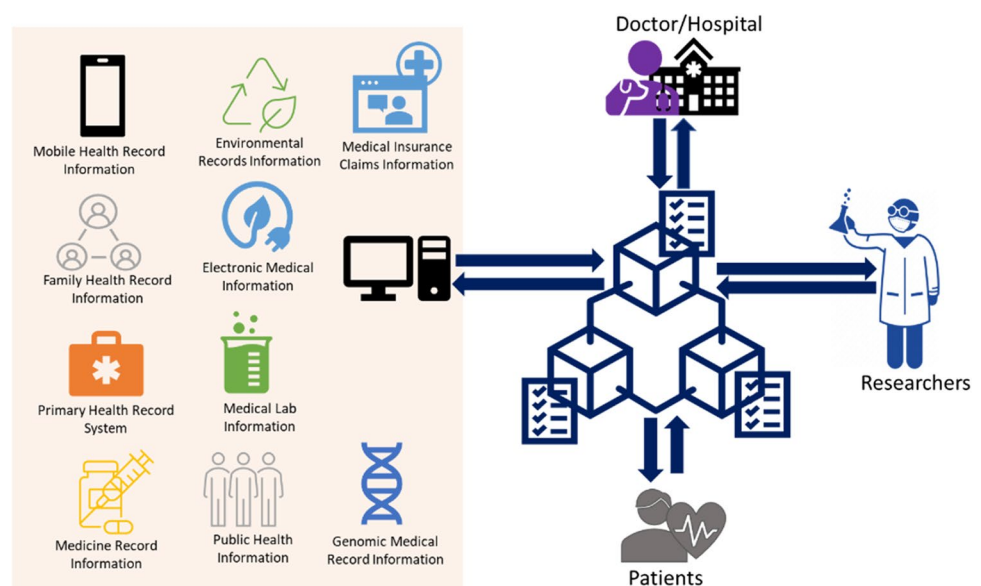 Doctor/Hospital
Mobile Health Record
Information
Environmental
Records Information
Medical Insurance
Claims Information
Family Health Record
Information
Electronic Medical
Information
Primary Health Record
System
Medical Lab
Information
Medicine Record
Information
Public Health
Information
Genomic Medical
Record Information
Researchers
Patients